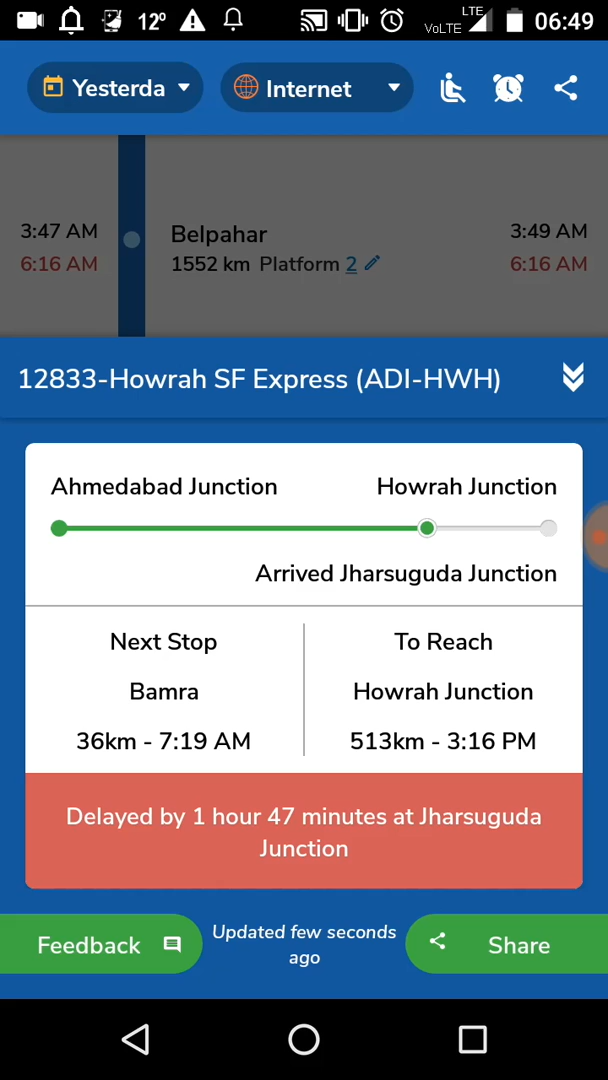 12° VoLTE LTE 06:49
Yesterda Internet
3:47 AM Belpahar 3:49 AM
6:16 AM 1552 km Platform 2 6:16 AM
12833-Howrah SF Express (ADI-HWH)
Ahmedabad Junction Howrah Junction
Arrived Jharsuguda Junction
Next Stop To Reach
Bamra Howrah Junction
36km - 7:19 AM 513km - 3:16 PM
Delayed by 1 hour 47 minutes at Jharsuguda
Junction
Feedback Updated few seconds Share
ago